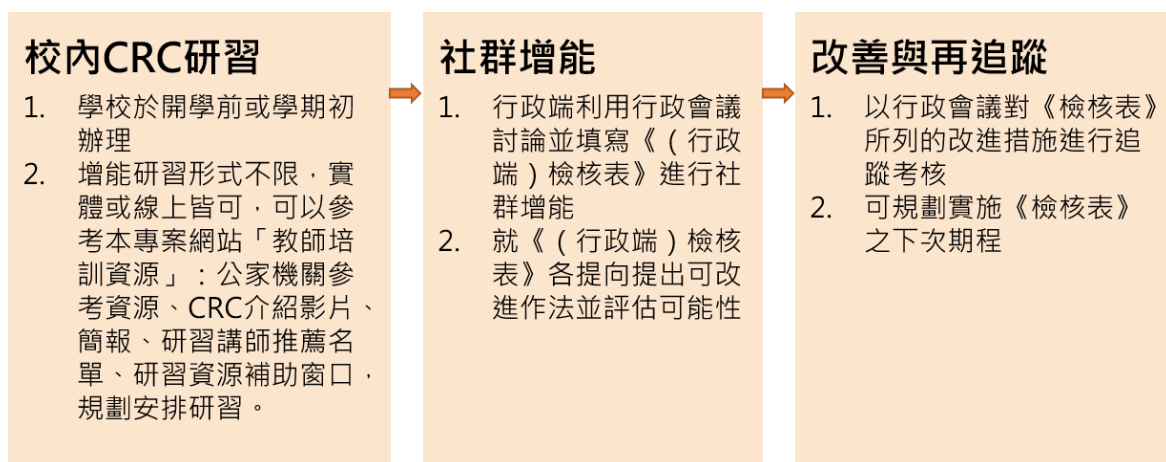 校內CRC研習
1. 學校於開學前或學期初
辦理
2. 增能研習形式不限，實
體或線上皆可，可以參
考本專案網站「教師培
訓資源」：公家機關參
考資源、CRC介紹影片、
簡報、研習講師推薦名
單、研習資源補助窗口，
規劃安排研習。
社群增能
1. 行政端利用行政會議
討論並填寫《（行政
端）檢核表》進行社
群增能
2. 就《（行政端）檢核
表》各提向提出可改
進作法並評估可能性
改善與再追蹤
1. 以行政會議對《檢核表》
所列的改進措施進行追
蹤考核
2. 可規劃實施《檢核表》
之下次期程